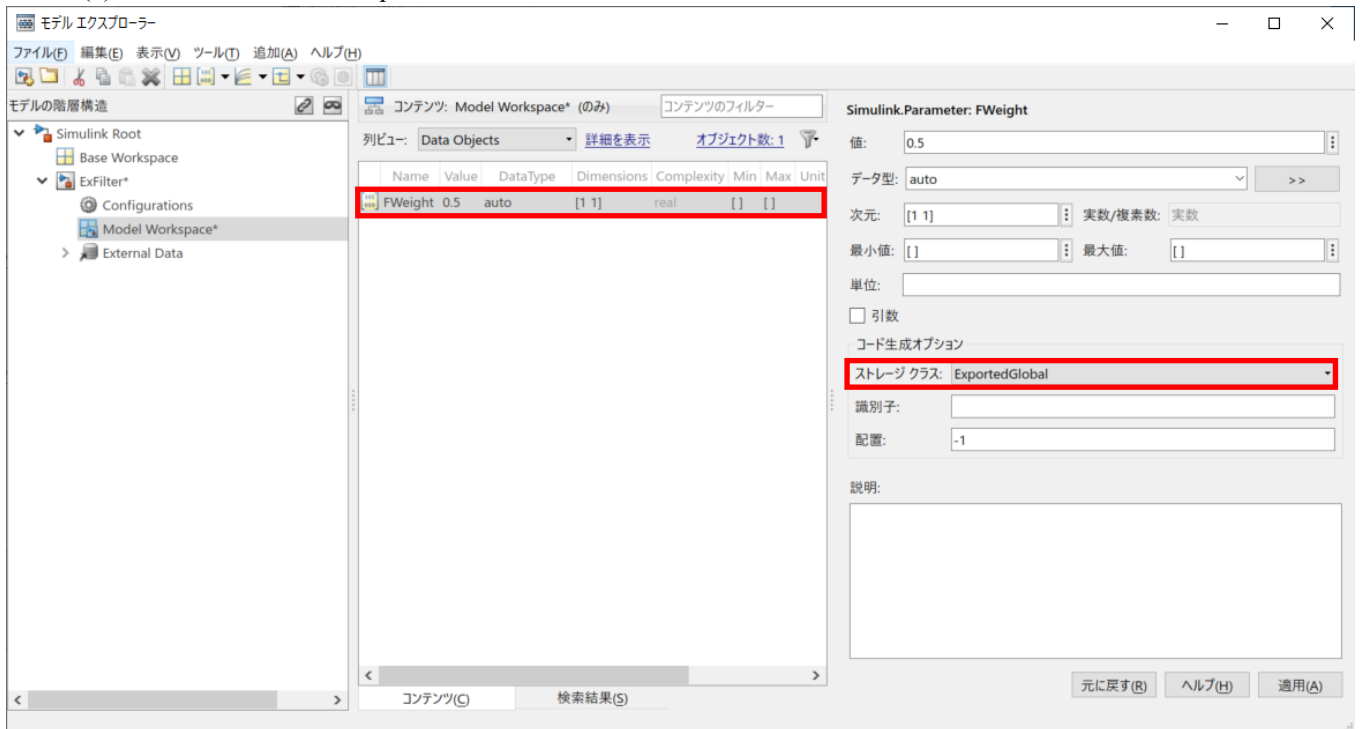 モデル エクスプローラー
ファイル(F) 編集(E) 表示(V) ツール(T) 追加(A) ヘルプ(H)
モデルの階層構造
Simulink Root
Base Workspace
ExFilter*
Configurations
Model Workspace*
External Data
コンテンツ: Model Workspace* (のみ) コンテンツのフィルター
列ビュー: Data Objects 詳細を表示 オブジェクト数: 1
Name Value DataType Dimensions Complexity Min Max Unit
FWeight 0.5 auto [1 1] real [ ] [ ]
コンテンツ(C) 検索結果(S)
Simulink.Parameter: FWeight
値: 0.5
データ型: auto >>
次元: [1 1] 実数/複素数: 実数
最小値: [ ] 最大値: [ ]
単位:
引数
コード生成オプション
ストレージ クラス: ExportedGlobal
識別子:
配置: -1
説明:
元に戻す(R) ヘルプ(H) 適用(A)